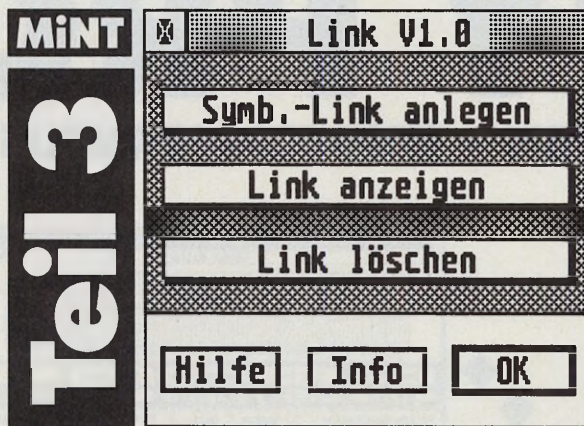 MiNT
Teil 3
Link V1.0
Symb.-Link anlegen
Link anzeigen
Link löschen
Hilfe
Info
OK